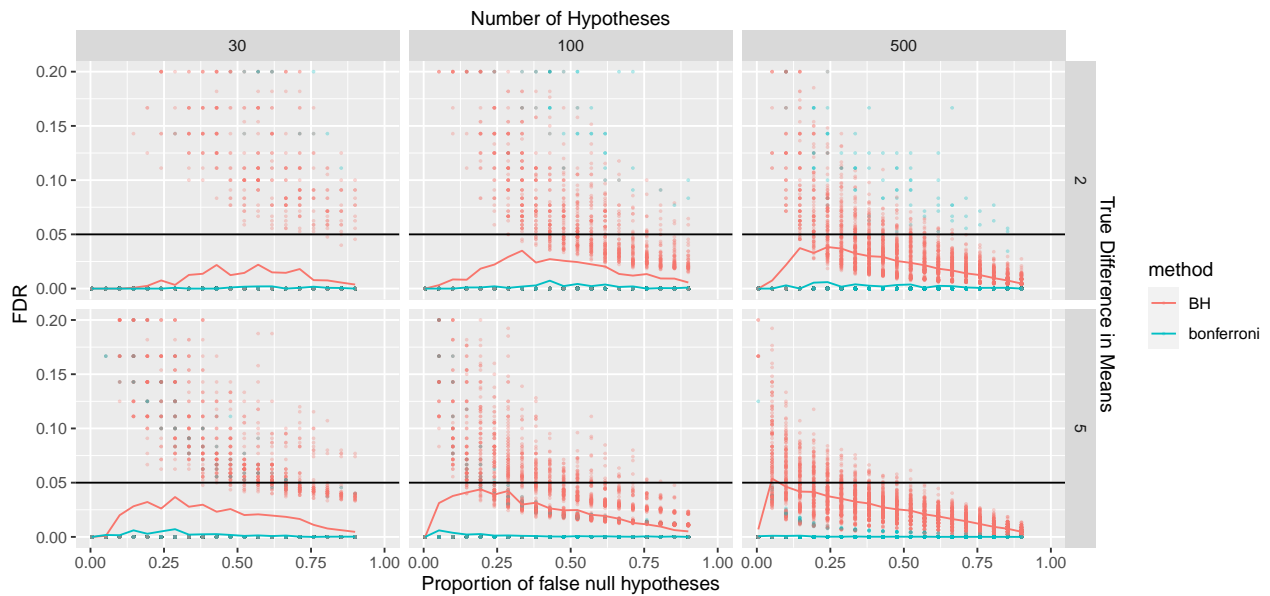 Number of Hypotheses
30 100 500
0.20
0.15
0.10
0.05
0.00
2
0.20
0.15
0.10
0.05
0.00
5
FDR
True Difference in Means
0.00 0.25 0.50 0.75 1.00 0.00 0.25 0.50 0.75 1.00 0.00 0.25 0.50 0.75 1.00
Proportion of false null hypotheses
method
BH
bonferroni